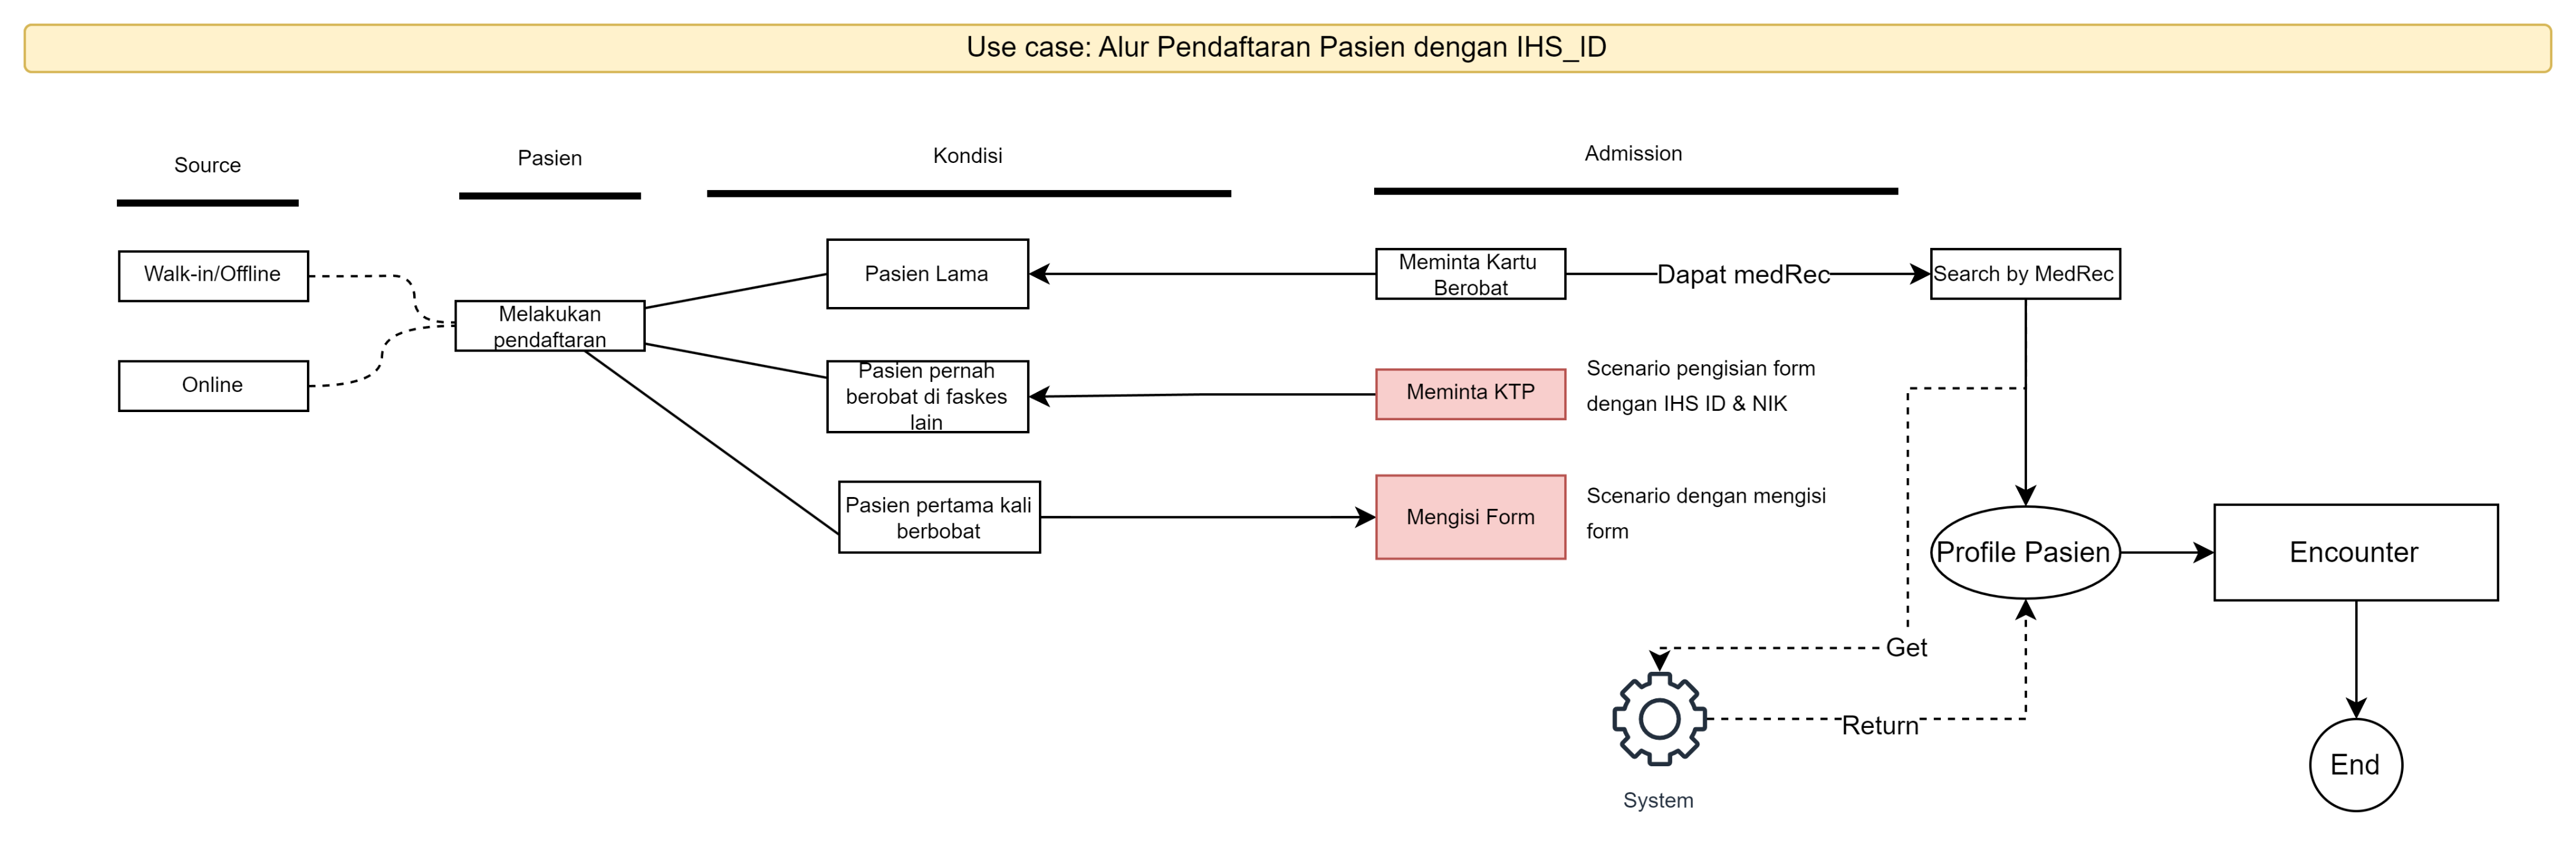 Use case: Alur Pendaftaran Pasien dengan IHS_ID
Source
Pasien
Kondisi
Admission
Walk-in/Offline
Online
Melakukan
pendaftaran
Pasien Lama
Pasien pernah
berobat di faskes
lain
Pasien pertama kali
berbobat
Meminta Kartu
Berobat
Dapat medRec
Search by MedRec
Meminta KTP
Scenario pengisian form
dengan IHS ID & NIK
Mengisi Form
Scenario dengan mengisi
form
Profile Pasien
Encounter
Get
Return
System
End